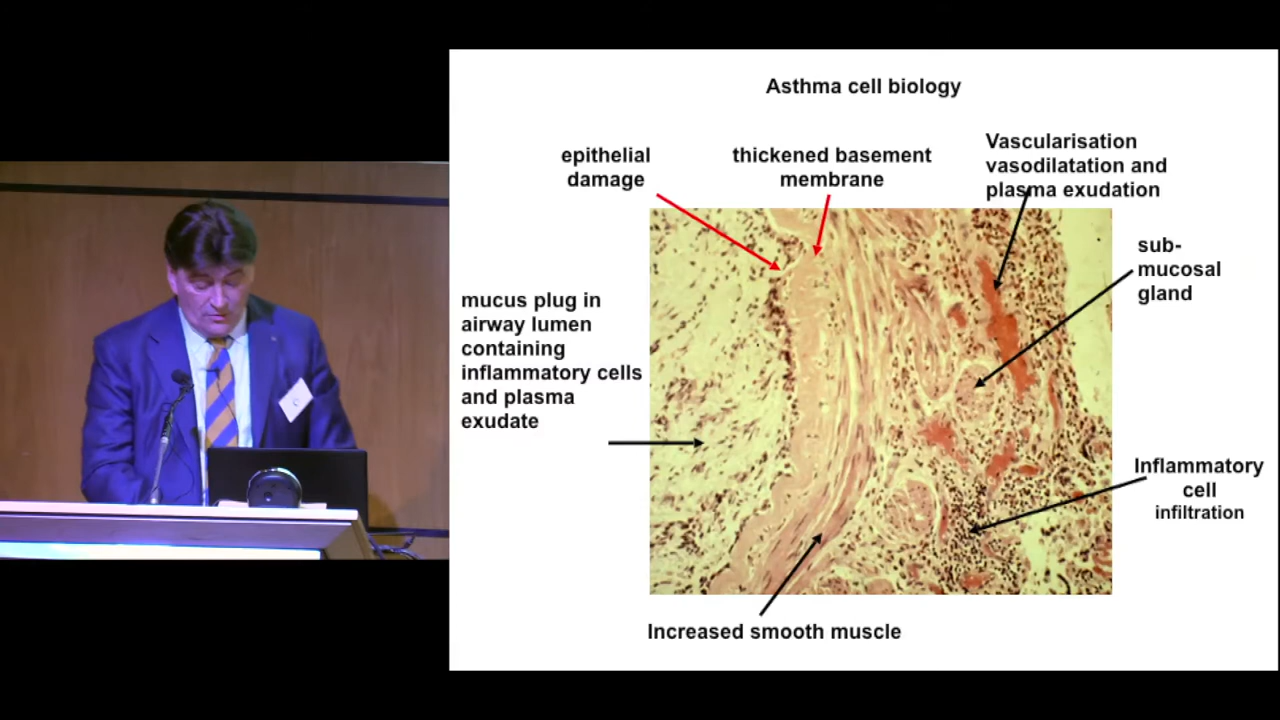 Asthma cell biology
epithelial
damage
thickened basement
membrane
Vascularisation
vasodilatation and
plasma exudation
sub-
mucosal
gland
mucus plug in
airway lumen
containing
inflammatory cells
and plasma
exudate
Inflammatory
cell
infiltration
Increased smooth muscle